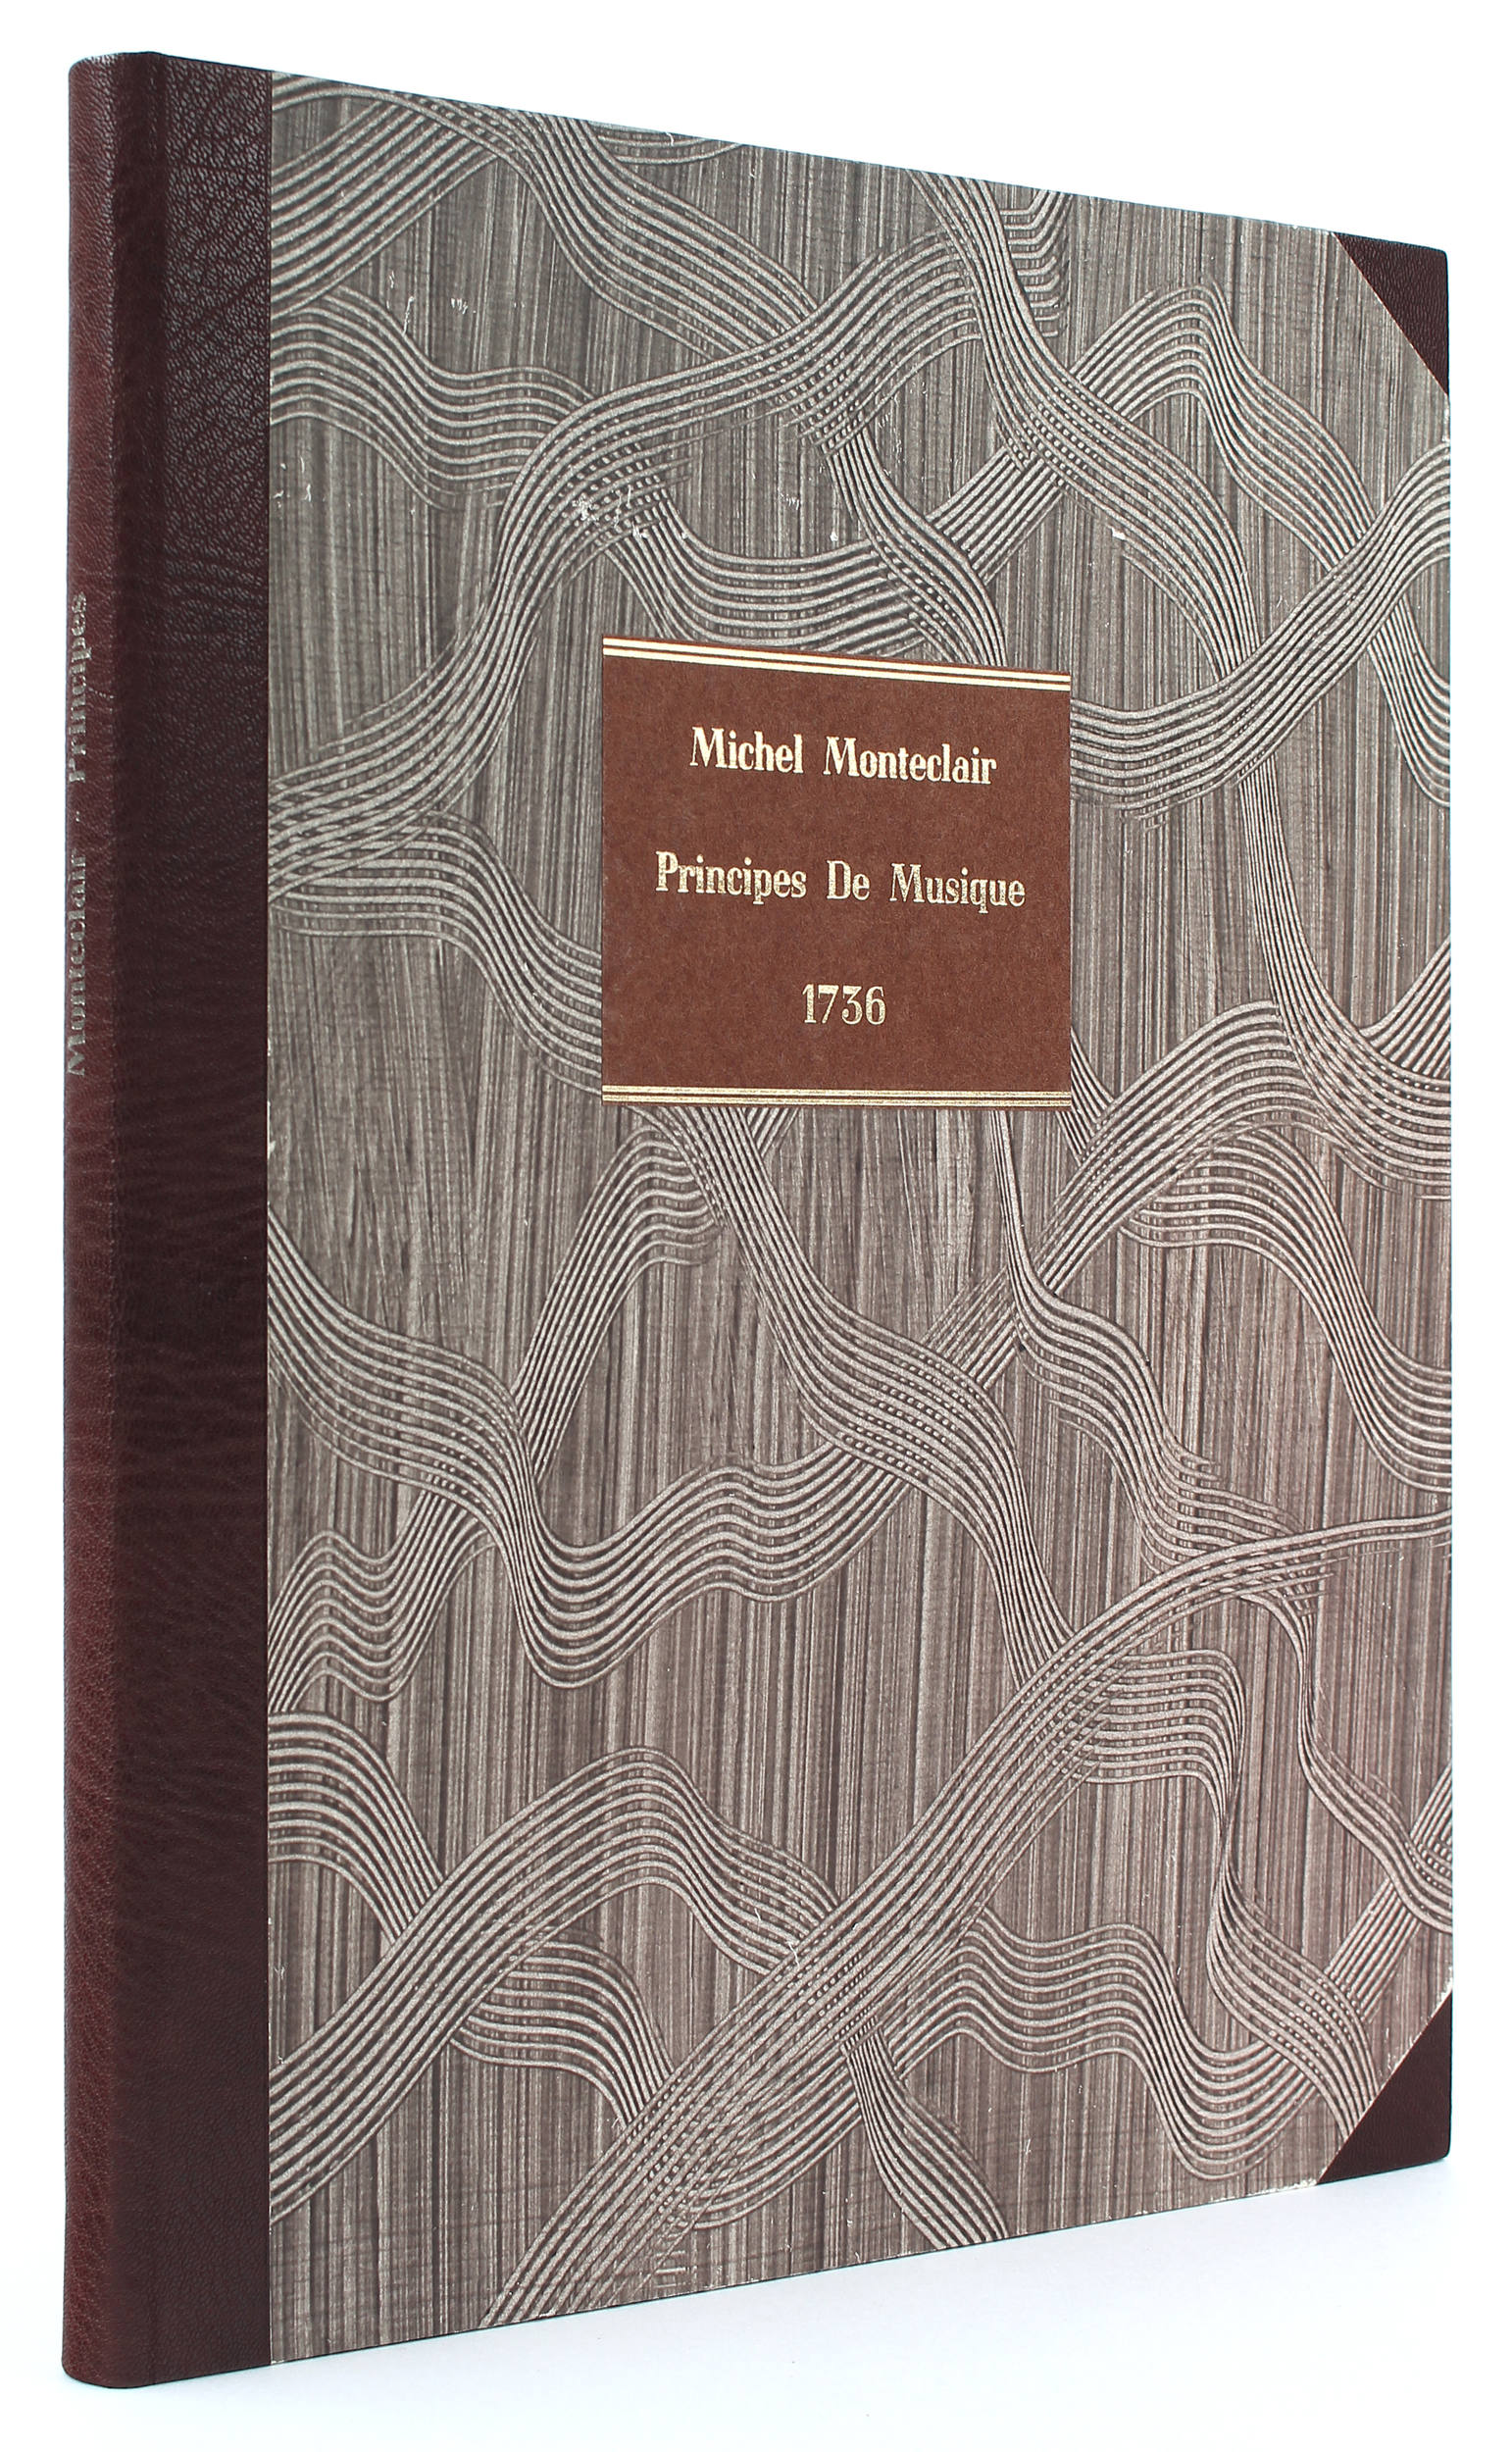 Michel Monteclair
Principes De Musique
1736
Monteclair . Principes